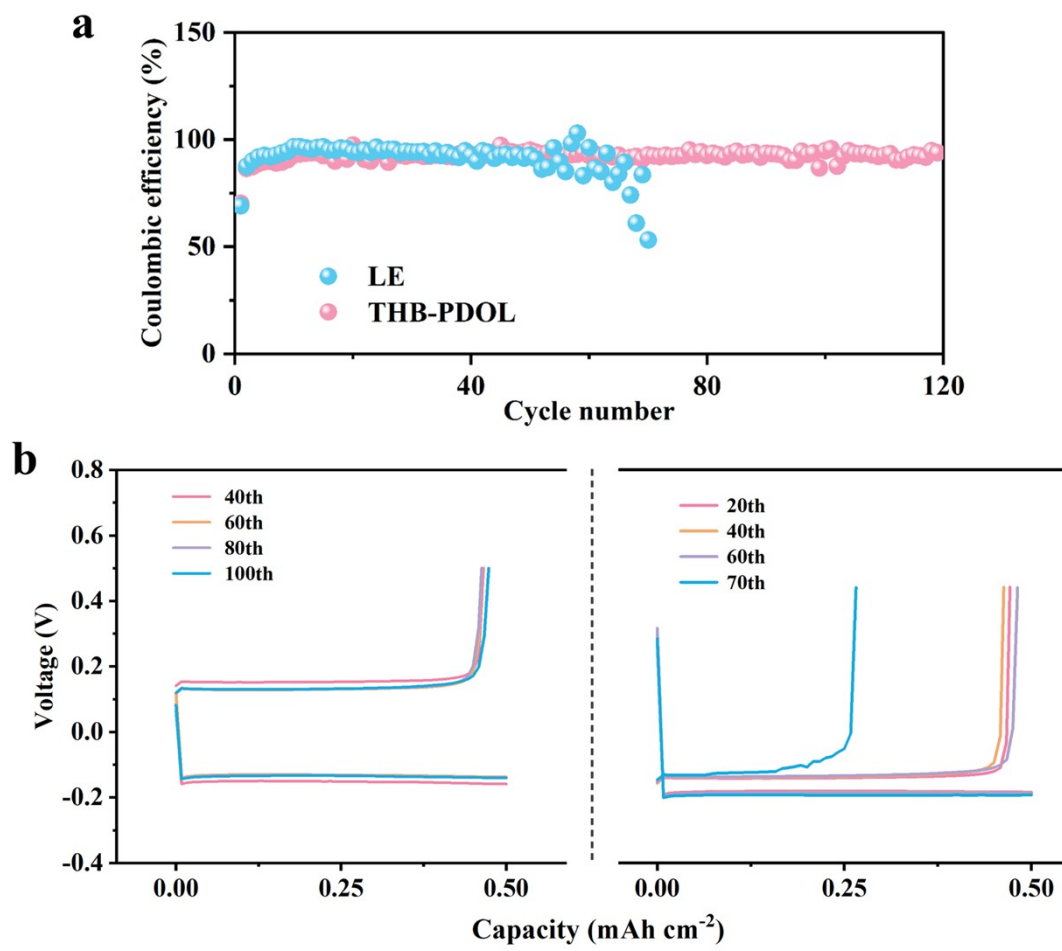 a
150
100
50
0
Coulombic efficiency (%)
LE
THB-PDOL
0 40 80 120
Cycle number
b
0.8
0.6
0.4
0.2
0.0
-0.2
-0.4
Voltage (V)
40th
60th
80th
100th
20th
40th
60th
70th
0.00 0.25 0.50 0.00 0.25 0.50
Capacity (mAh cm⁻²)